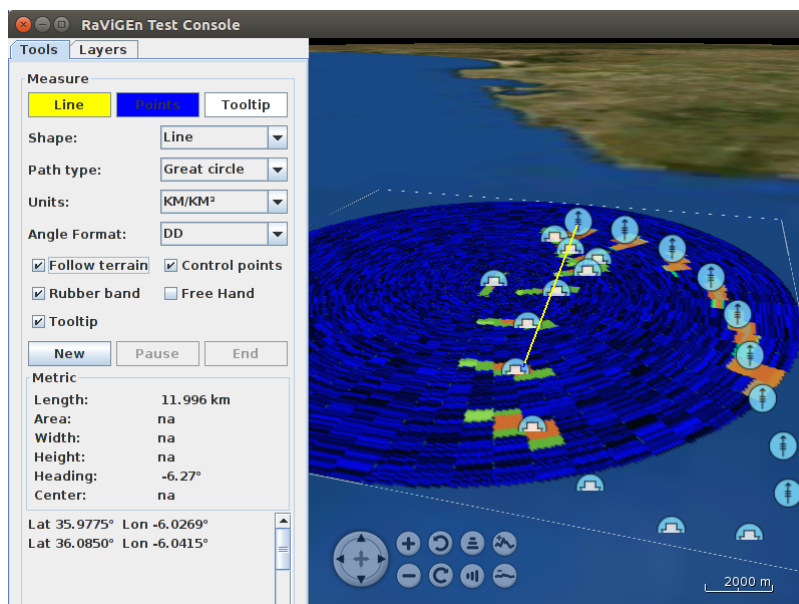 RaViGEn Test Console
Tools Layers
Measure
Line Points Tooltip
Shape: Line
Path type: Great circle
Units: KM/KM²
Angle Format: DD
Follow terrain Control points
Rubber band Free Hand
Tooltip
New Pause End
Metric
Length: 11.996 km
Area: na
Width: na
Height: na
Heading: -6.27°
Center: na
Lat 35.9775° Lon -6.0269°
Lat 36.0850° Lon -6.0415°
2000 m